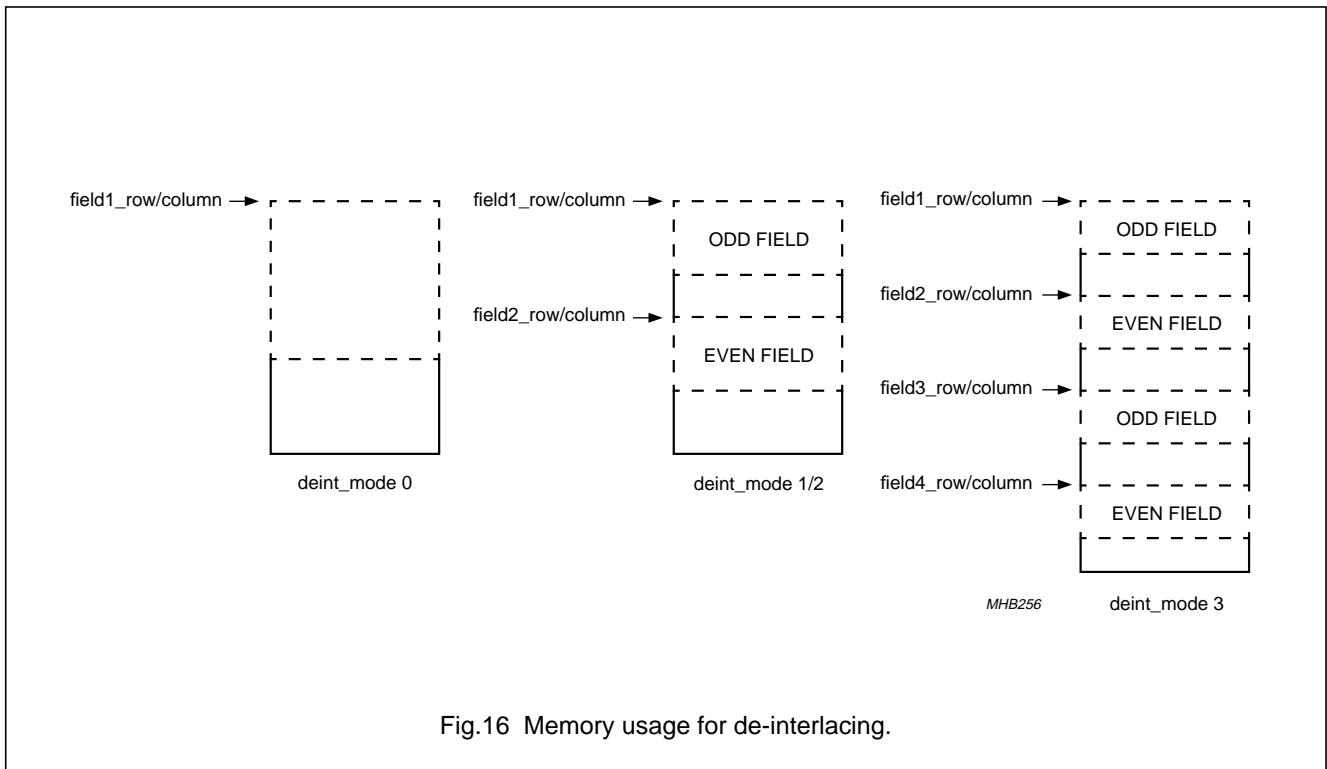 field1_row/column
deint_mode 0
field1_row/column
ODD FIELD
field2_row/column
EVEN FIELD
deint_mode 1/2
field1_row/column
ODD FIELD
field2_row/column
EVEN FIELD
field3_row/column
ODD FIELD
field4_row/column
EVEN FIELD
MHB256
deint_mode 3
Fig.16 Memory usage for de-interlacing.